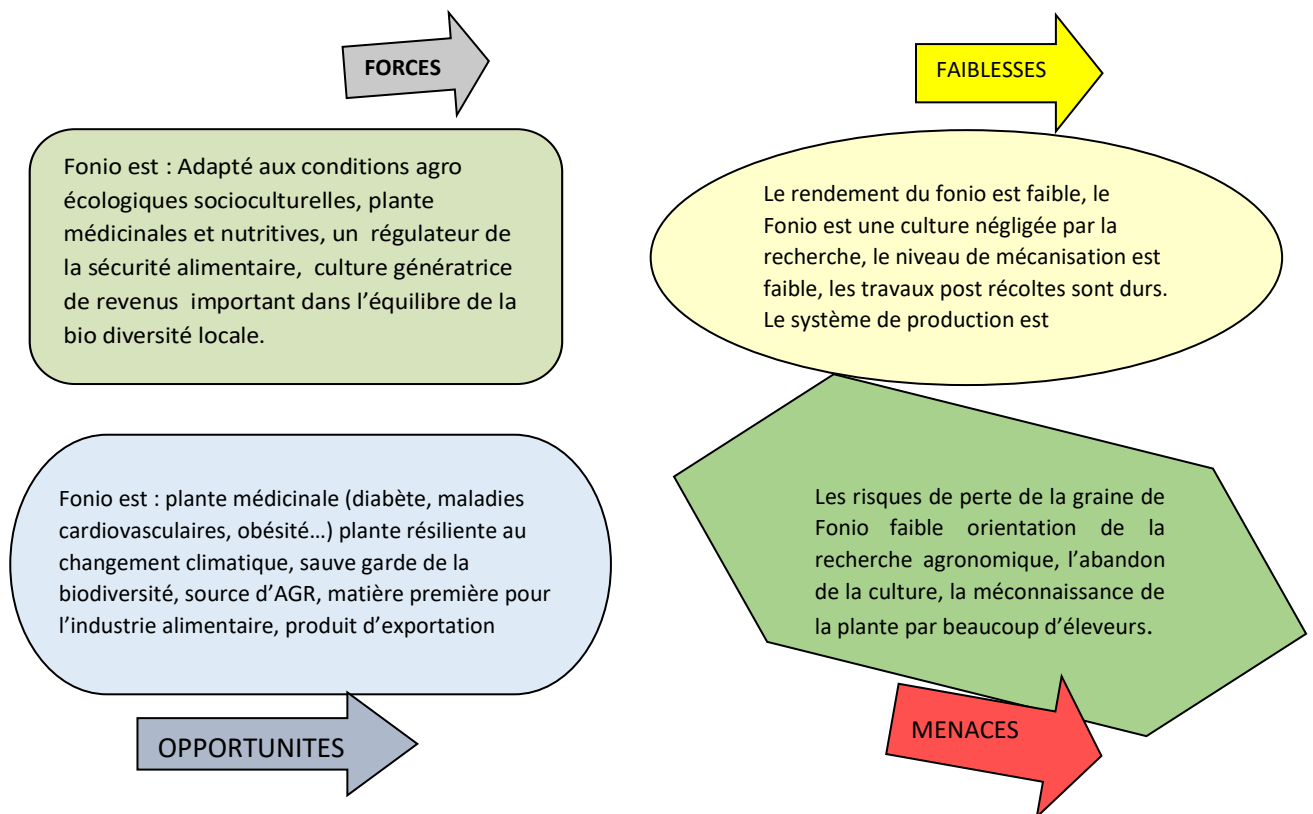 FORCES
Fonio est : Adapté aux conditions agro
écologiques socioculturelles, plante
médicinales et nutritives, un régulateur de
la sécurité alimentaire, culture génératrice
de revenus important dans l'équilibre de la
bio diversité locale.
FAIBLESSES
Le rendement du fonio est faible, le
Fonio est une culture négligée par la
recherche, le niveau de mécanisation est
faible, les travaux post récoltes sont durs.
Le système de production est
Fonio est : plante médicinale (diabète, maladies
cardiovasculaires, obésité…) plante résiliente au
changement climatique, sauve garde de la
biodiversité, source d'AGR, matière première pour
l'industrie alimentaire, produit d'exportation
OPPORTUNITES
Les risques de perte de la graine de
Fonio faible orientation de la
recherche agronomique, l'abandon
de la culture, la méconnaissance de
la plante par beaucoup d'éleveurs.
MENACES